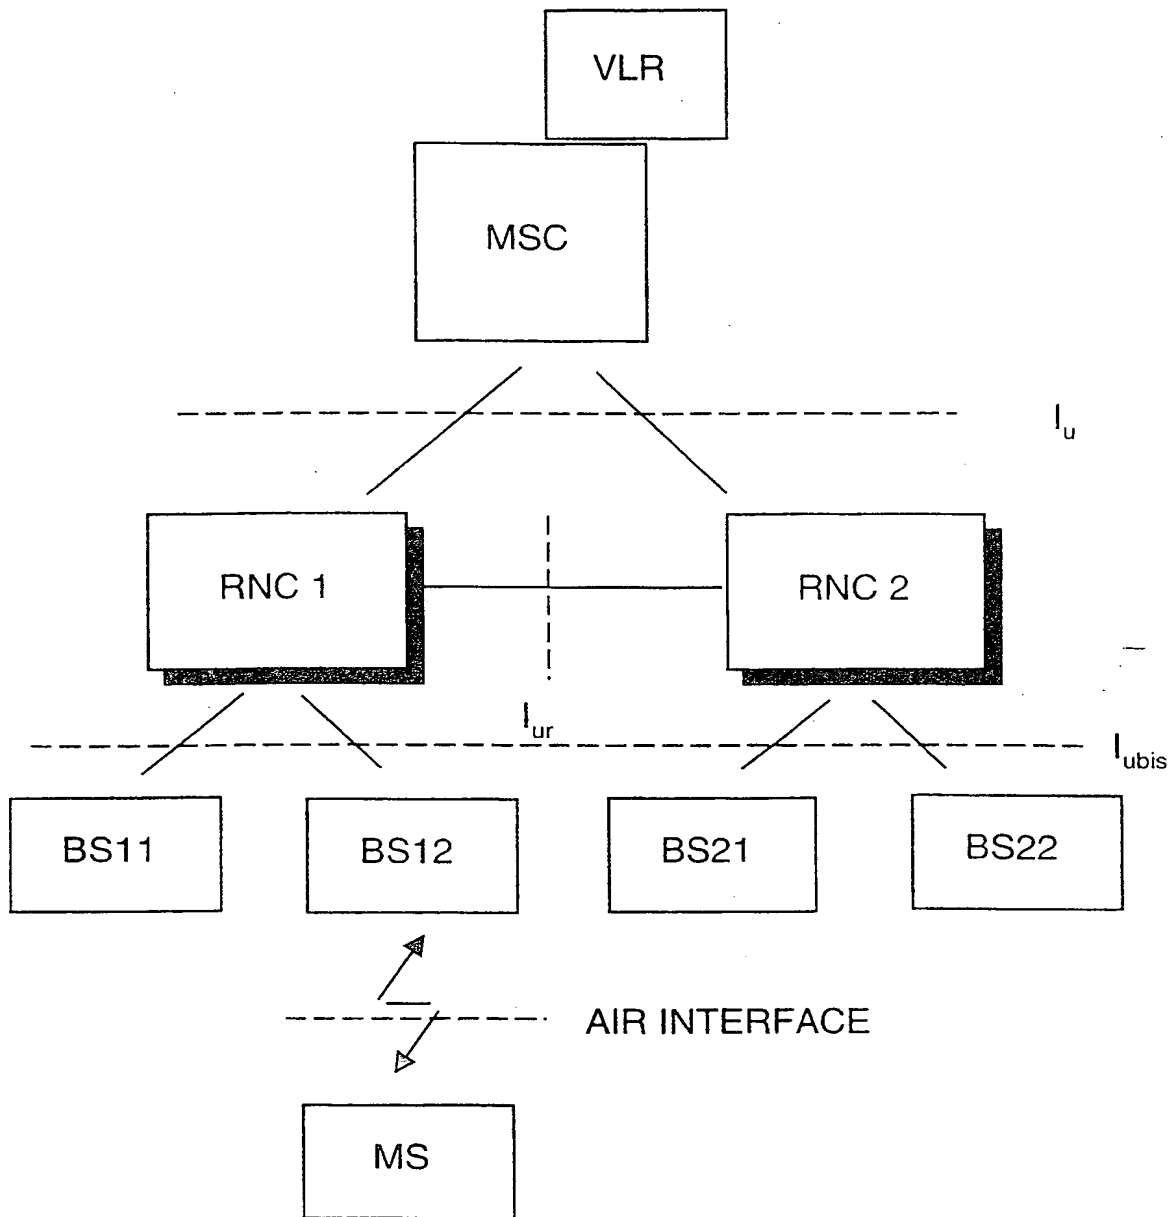 VLR
MSC
Iu
RNC 1
RNC 2
Iur
Iubis
BS11
BS12
BS21
BS22
AIR INTERFACE
MS